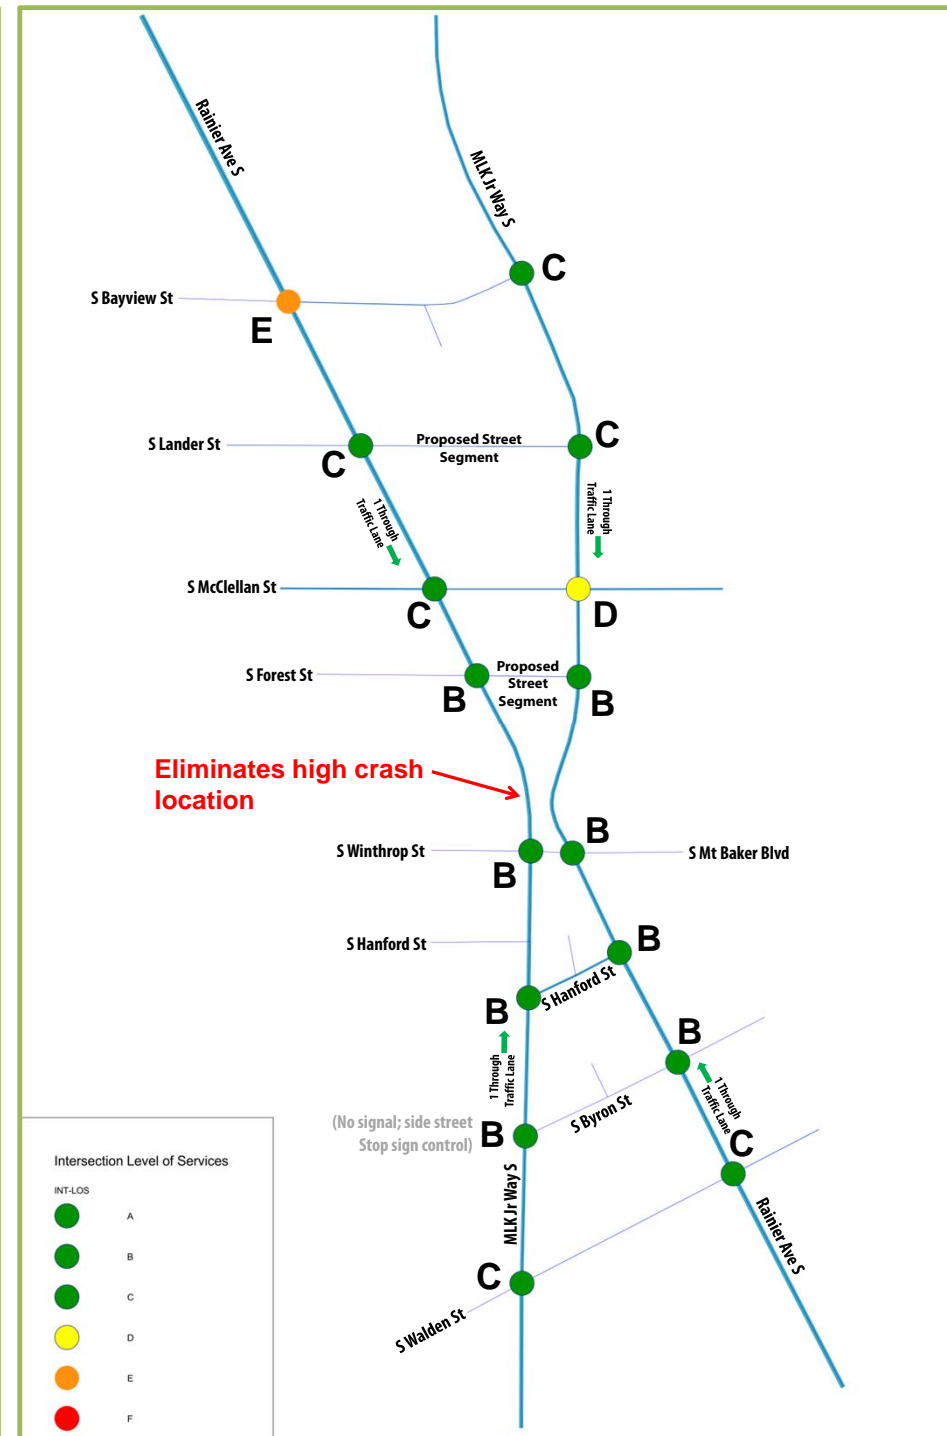 Rainier Ave S
MLK Jr Way S
C
S Bayview St
E
S Lander St
Proposed Street
Segment
C
C
1 Through
Traffic Lane
1 Through
Traffic Lane
S McClellan St
C
D
S Forest St
Proposed
Street
Segment
B
B
Eliminates high crash
location
B
S Winthrop St
S Mt Baker Blvd
B
S Hanford St
B
S Hanford St
B
B
1 Through
Traffic Lane
1 Through
Traffic Lane
S Byron St
(No signal; side street
Stop sign control)
B
C
MLK Jr Way S
Rainier Ave S
C
S Walden St
Intersection Level of Services
INT-LOS
A
B
C
D
E
F